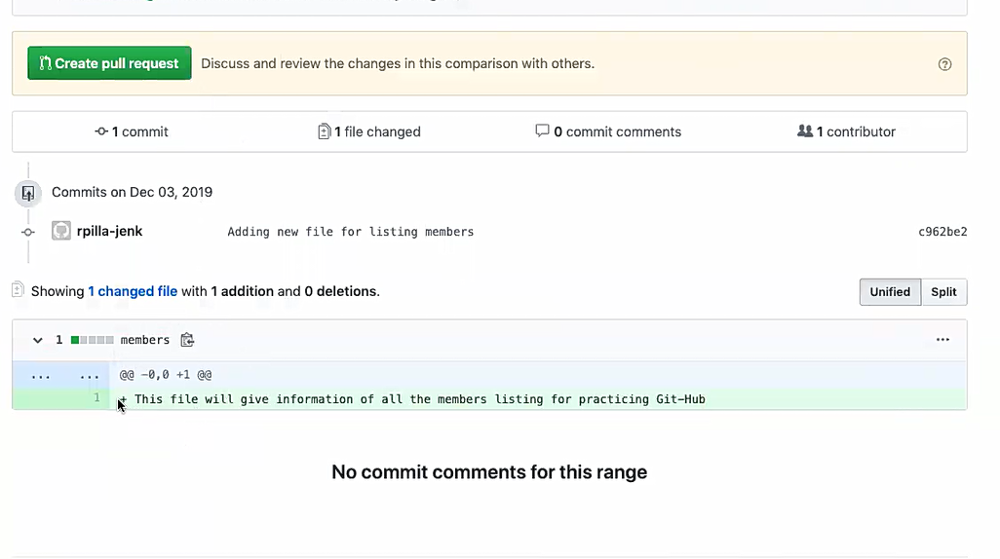 Create pull request Discuss and review the changes in this comparison with others.
1 commit 1 file changed 0 commit comments 1 contributor
Commits on Dec 03, 2019
rpilla-jenk Adding new file for listing members c962be2
Showing 1 changed file with 1 addition and 0 deletions. Unified Split
1 members ...
... ... @@ -0,0 +1 @@
1 + This file will give information of all the members listing for practicing Git-Hub
No commit comments for this range